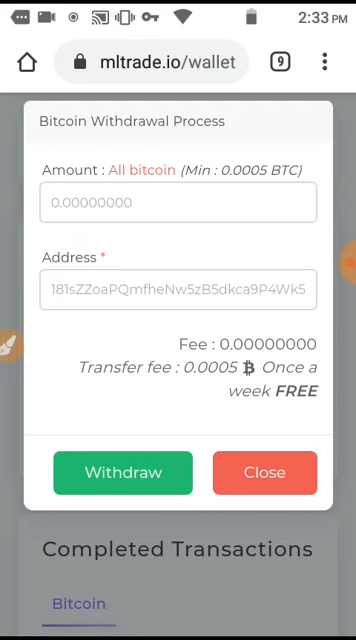 2:33 PM
mltrade.io/wallet
9
Bitcoin Withdrawal Process
Amount : All bitcoin (Min : 0.0005 BTC)
0.00000000
Address *
181sZZoaPQmfheNw5zB5dkca9P4Wk5
Fee : 0.00000000
Transfer fee : 0.0005 ₿ Once a
week FREE
Withdraw
Close
Completed Transactions
Bitcoin